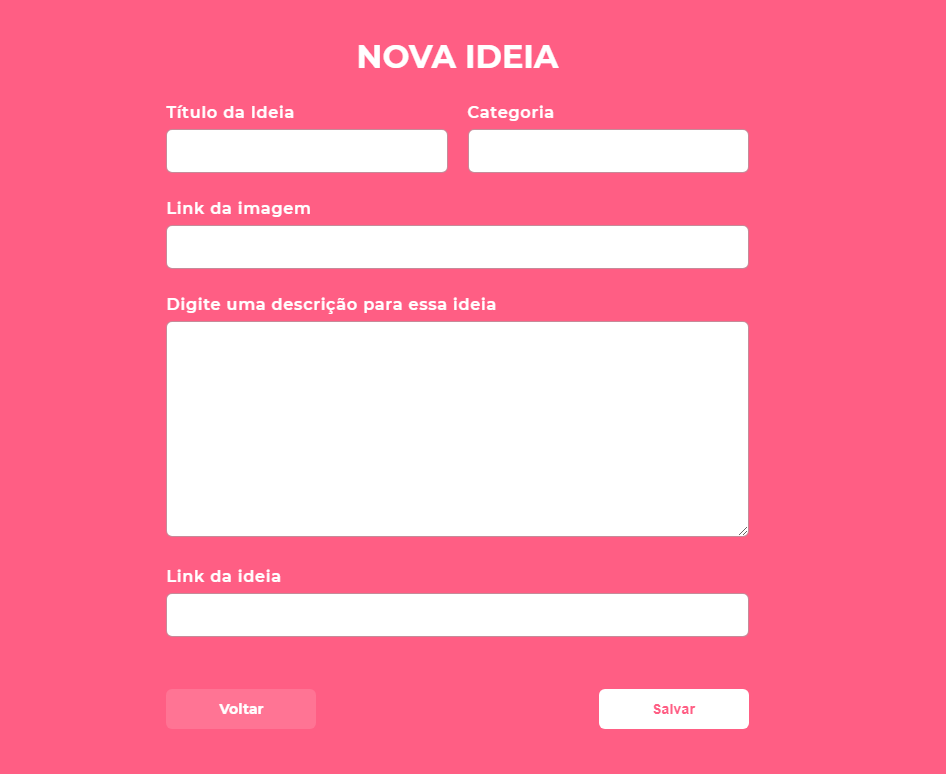 NOVA IDEIA
Título da Ideia
Categoria
Link da imagem
Digite uma descrição para essa ideia
Link da ideia
Voltar
Salvar